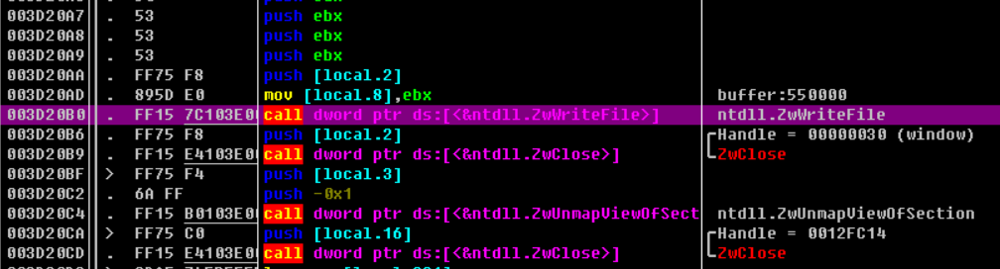 003D20A7 . 53 push ebx
003D20A8 . 53 push ebx
003D20A9 . 53 push ebx
003D20AA . FF75 F8 push [local.2]
003D20AD . 895D E0 mov [local.8],ebx buffer:550000
003D20B0 . FF15 7C103E00 call dword ptr ds:[<&ntdll.ZwWriteFile>] ntdll.ZwWriteFile
003D20B6 . FF75 F8 push [local.2] Handle = 00000030 (window)
003D20B9 . FF15 E4103E00 call dword ptr ds:[<&ntdll.ZwClose>] ZwClose
003D20BF > FF75 F4 push [local.3]
003D20C2 . 6A FF push -0x1
003D20C4 . FF15 B0103E00 call dword ptr ds:[<&ntdll.ZwUnmapViewOfSect ntdll.ZwUnmapViewOfSection
003D20CA > FF75 C0 push [local.16] Handle = 0012FC14
003D20CD . FF15 E4103E00 call dword ptr ds:[<&ntdll.ZwClose>] ZwClose